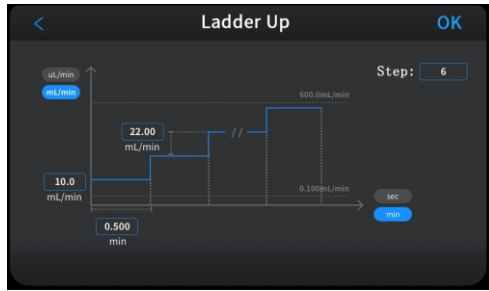 < Ladder Up OK
uL/min
mL/min
Step: 6
600.0mL/min
22.00
mL/min
//
10.0
mL/min
0.100mL/min
sec
min
0.500
min